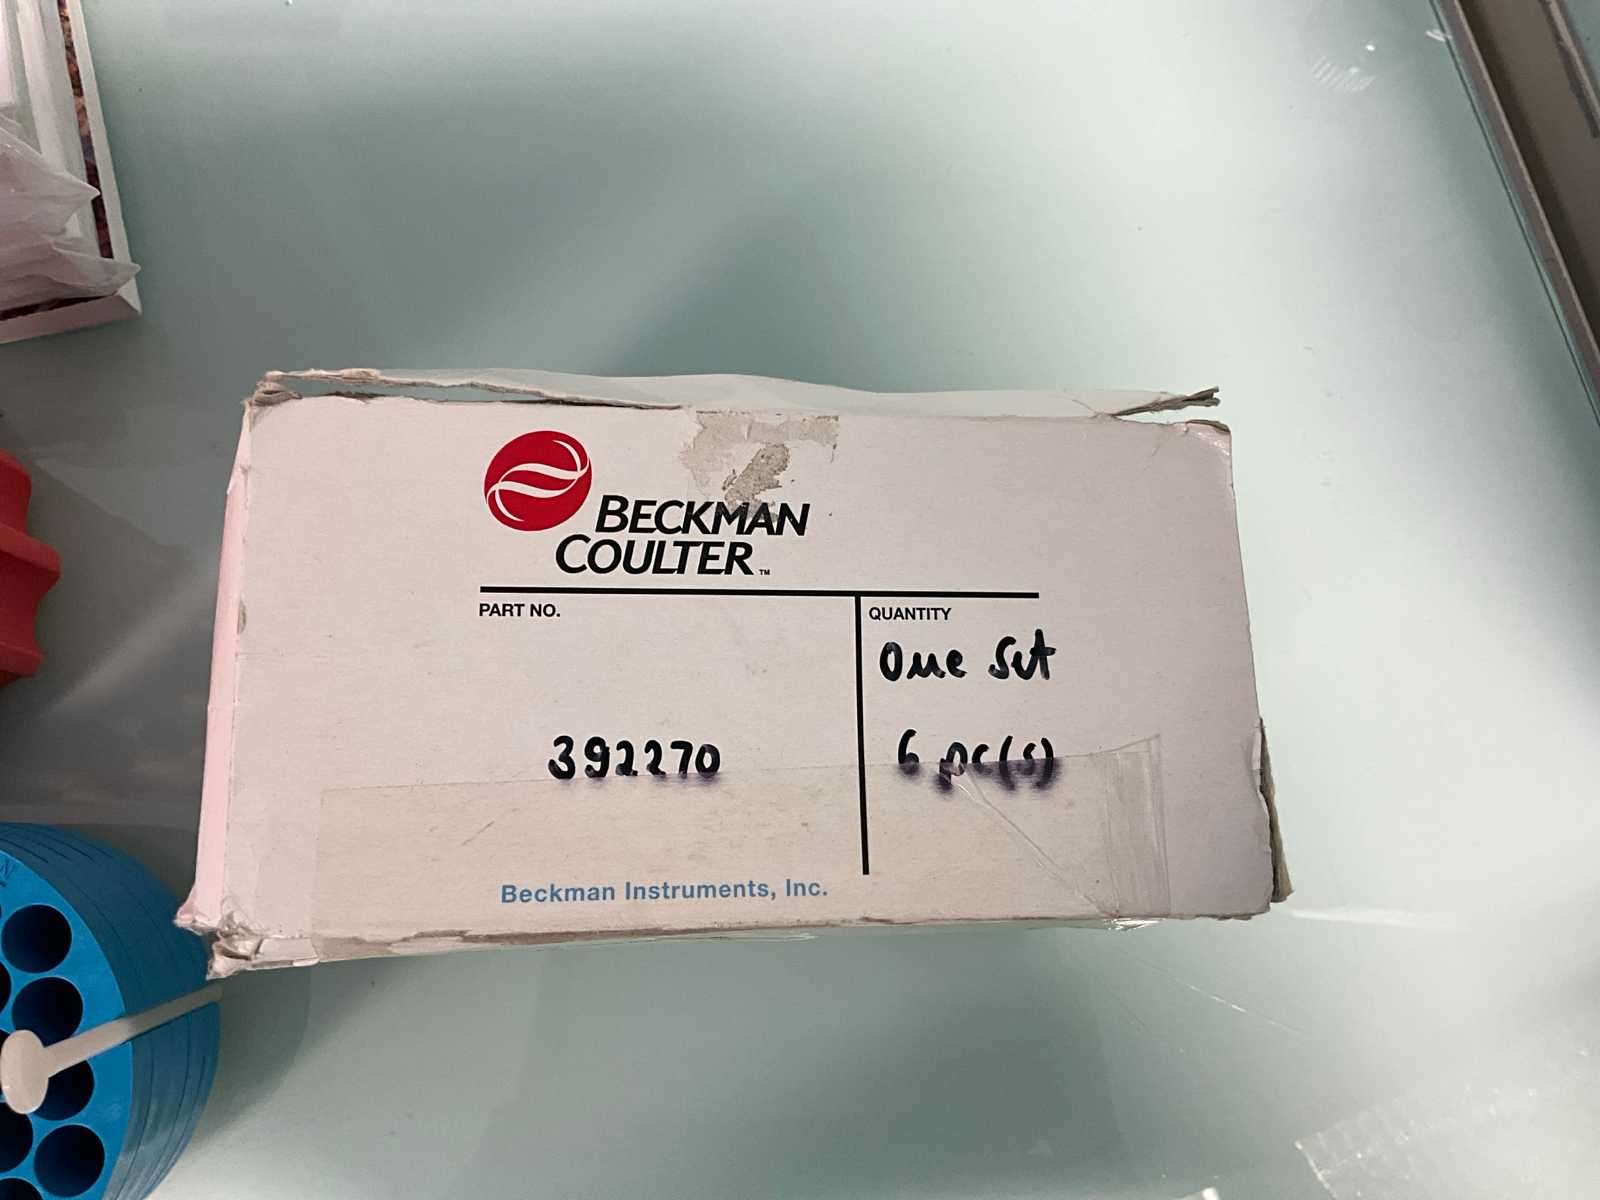 BECKMAN
COULTER™
PART NO.
QUANTITY
One Set
392270
6 pc(s)
Beckman Instruments, Inc.